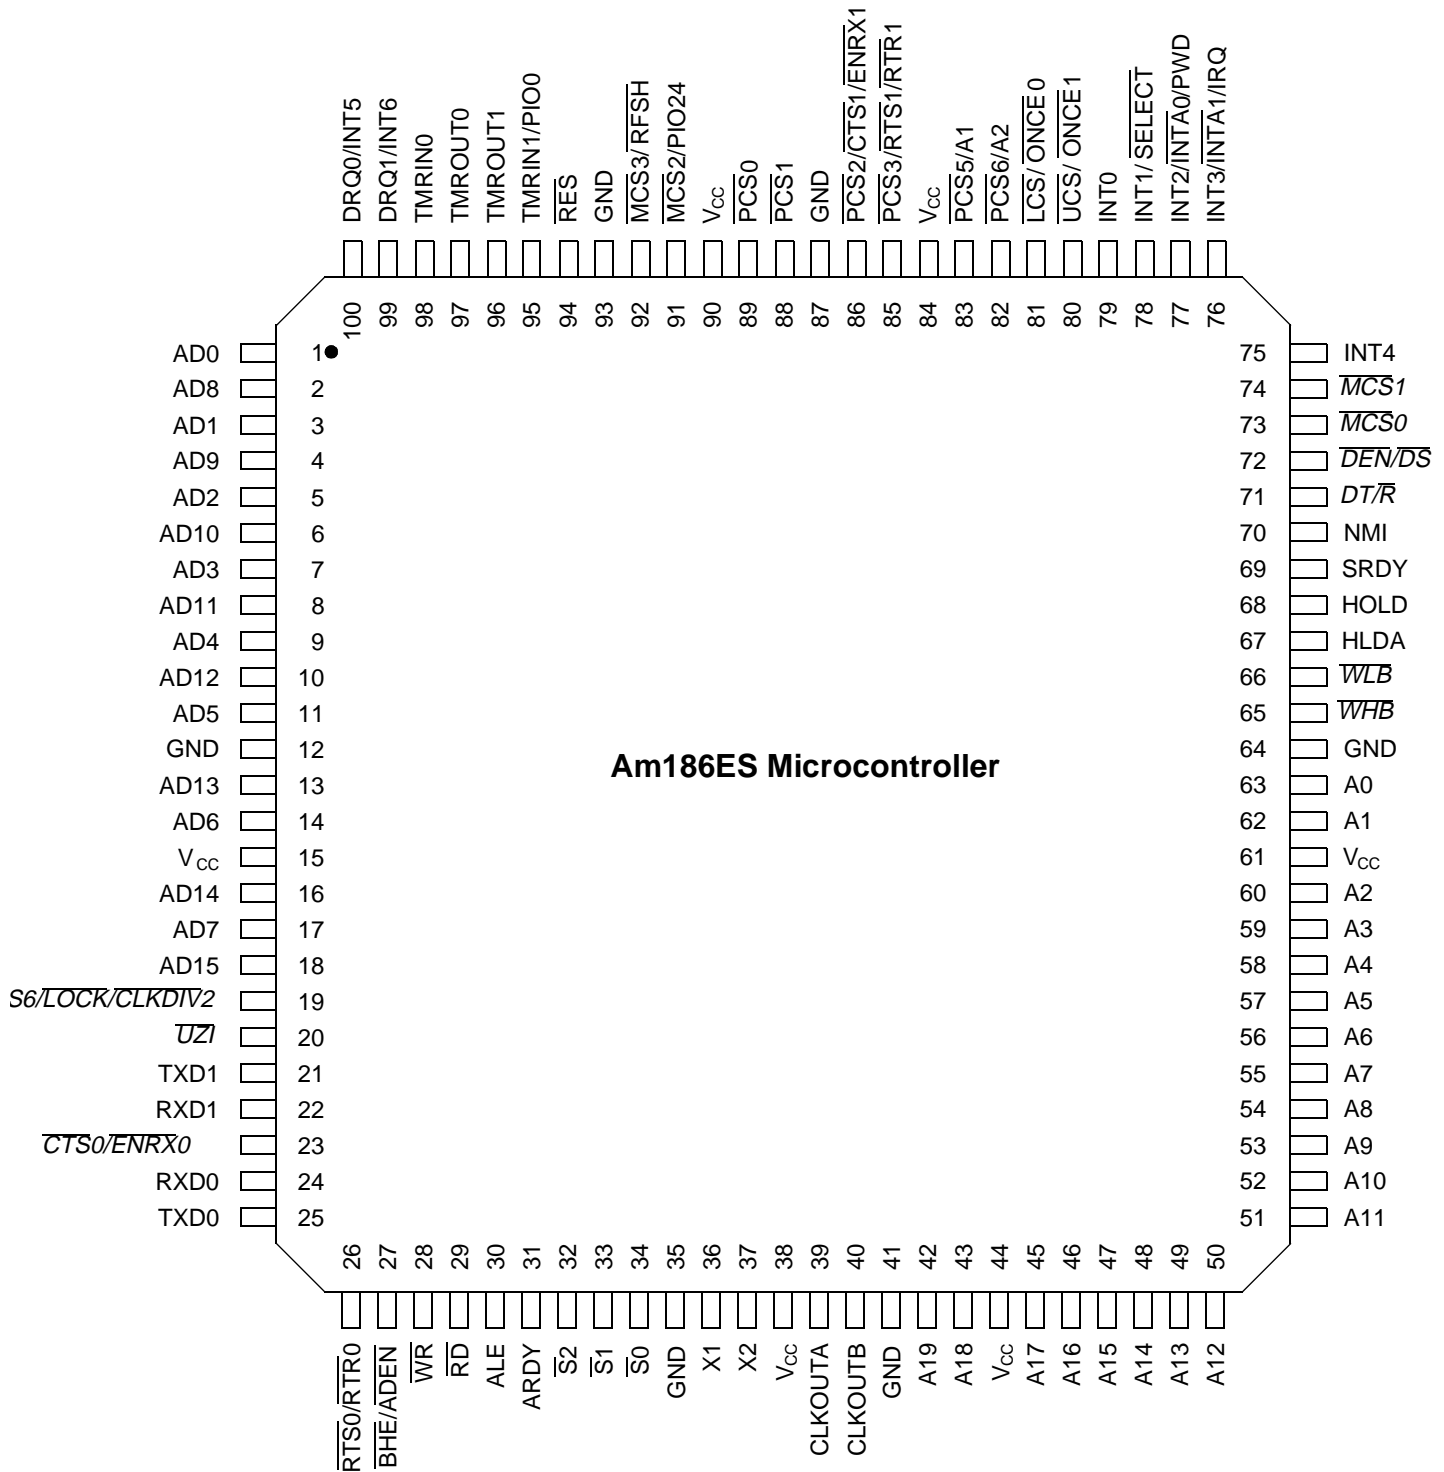 DRQ0/INT5
DRQ1/INT6
TMRIN0
TMROUT0
TMROUT1
TMRIN1/PIO0
RES
GND
MCS3/ RFSH
MCS2/PIO24
VCC
PCS0
PCS1
GND
PCS2/CTS1/ENRX1
PCS3/RTS1/RTR1
VCC
PCS5/A1
PCS6/A2
LCS/ ONCE 0
UCS/ ONCE 1
INT0
INT1/ SELECT
INT2/INTA0/PWD
INT3/INTA1/IRQ
100
99
98
97
96
95
94
93
92
91
90
89
88
87
86
85
84
83
82
81
80
79
78
77
76
AD0 1 75 INT4
AD8 2 74 MCS1
AD1 3 73 MCS0
AD9 4 72 DEN/DS
AD2 5 71 DT/R
AD10 6 70 NMI
AD3 7 69 SRDY
AD11 8 68 HOLD
AD4 9 67 HLDA
AD12 10 66 WLB
AD5 11 65 WHB
GND 12 64 GND
Am186ES Microcontroller
AD13 13 63 A0
AD6 14 62 A1
VCC 15 61 VCC
AD14 16 60 A2
AD7 17 59 A3
AD15 18 58 A4
S6/LOCK/CLKDIV2 19 57 A5
UZI 20 56 A6
TXD1 21 55 A7
RXD1 22 54 A8
CTS0/ENRX0 23 53 A9
RXD0 24 52 A10
TXD0 25 51 A11
26
27
28
29
30
31
32
33
34
35
36
37
38
39
40
41
42
43
44
45
46
47
48
49
50
RTS0/RTR0
BHE/ADEN
WR
RD
ALE
ARDY
S2
S1
S0
GND
X1
X2
VCC
CLKOUTA
CLKOUTB
GND
A19
A18
VCC
A17
A16
A15
A14
A13
A12